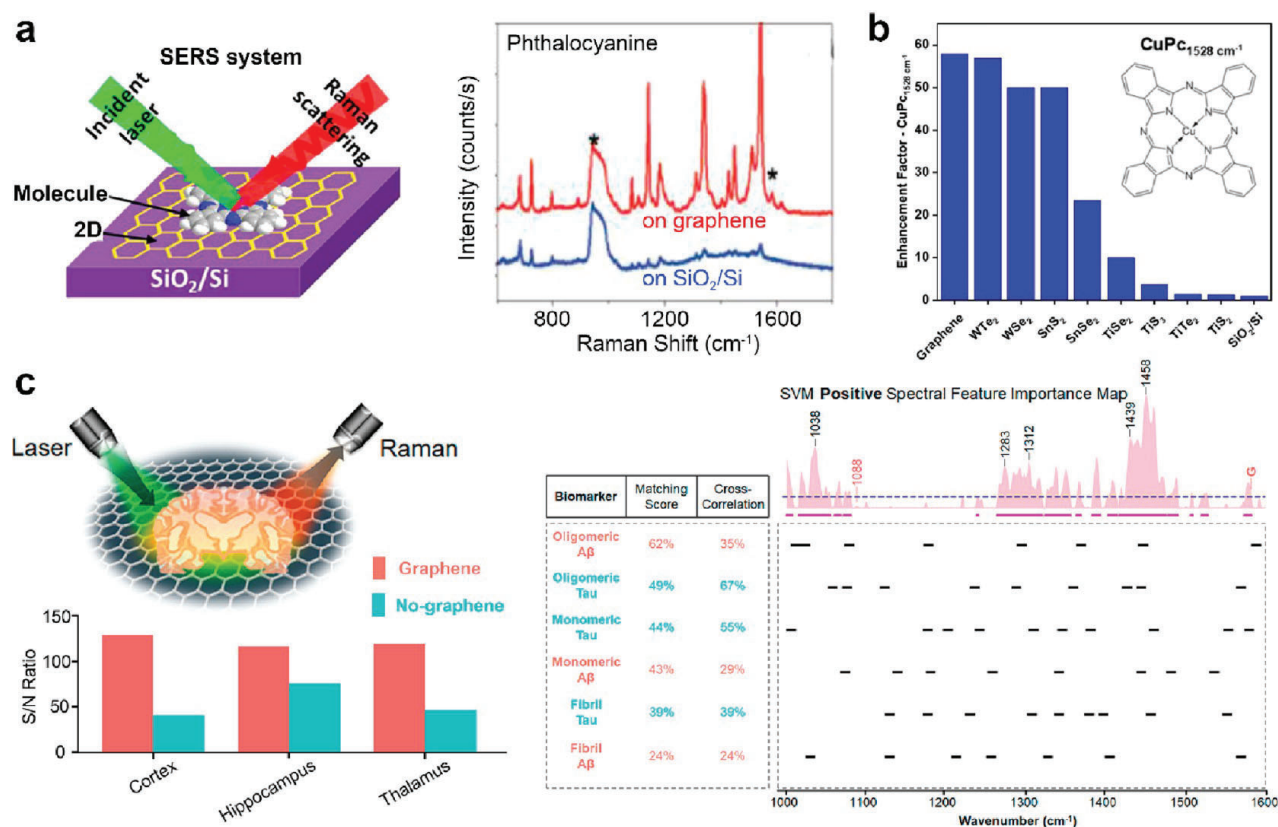 a
SERS system
Incident
laser
Raman
scattering
Molecule
2D
SiO2/Si
Phthalocyanine
Intensity (counts/s)
*
*
on graphene
on SiO2/Si
800
1200
1600
Raman Shift (cm-1)
b
Enhancement Factor - CuPc1528 cm-1
60
50
40
30
20
10
0
CuPc1528 cm-1
N
N
N
N
Cu
N
N
N
N
Graphene
WTe2
WSe2
SnS2
SnSe2
TiSe2
TiS3
TiTe2
TiS2
SiO2/Si
c
Laser
Raman
Graphene
No-graphene
S/N Ratio
150
100
50
0
Cortex
Hippocampus
Thalamus
SVM Positive Spectral Feature Importance Map
1038
1088
1283
1312
1439
1458
G
Biomarker Matching Score Cross-Correlation
Oligomeric Aβ 62% 35%
Oligomeric Tau 49% 67%
Monomeric Tau 44% 55%
Monomeric Aβ 43% 29%
Fibril Tau 39% 39%
Fibril Aβ 24% 24%
1000 1100 1200 1300 1400 1500 1600
Wavenumber (cm-1)